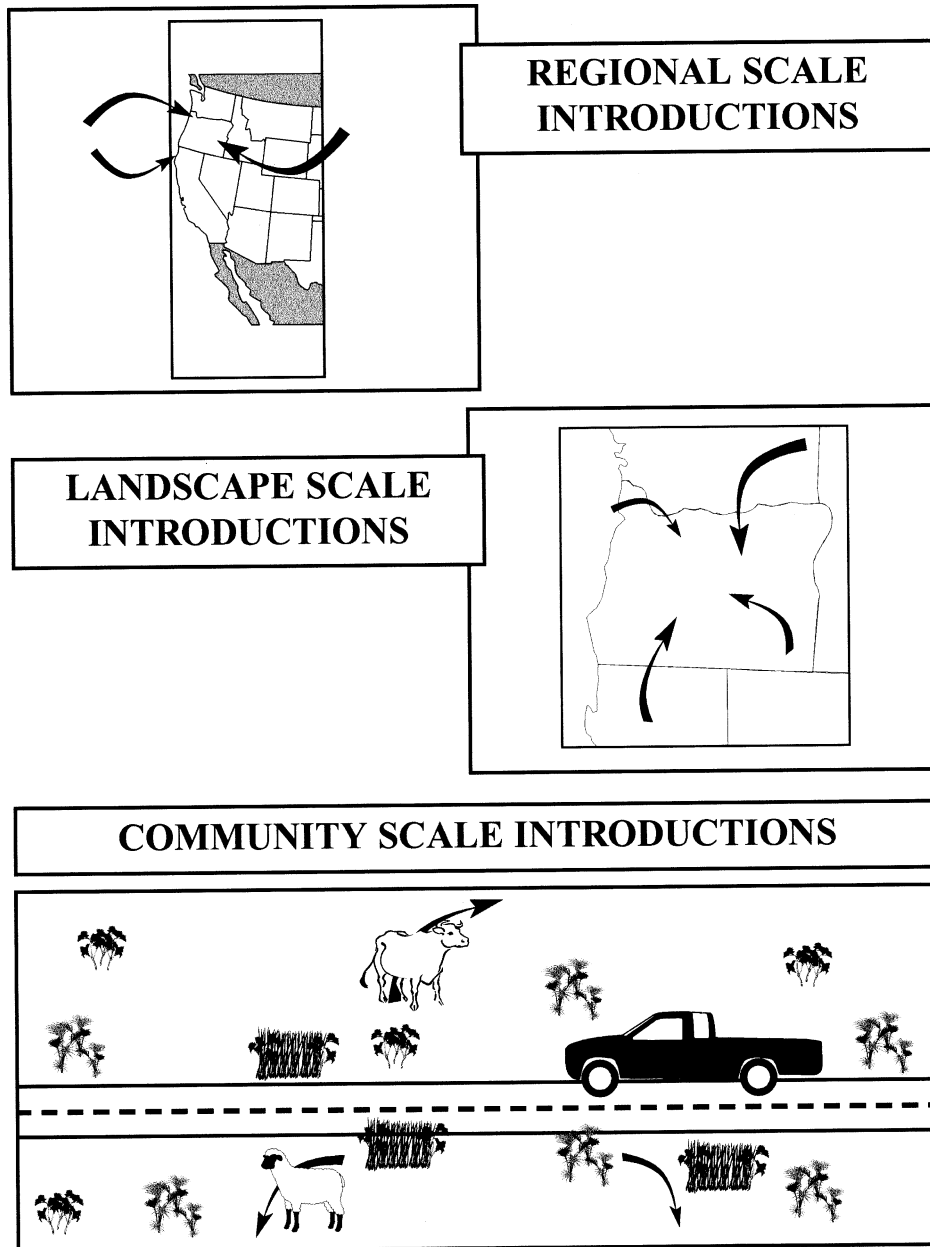 REGIONAL SCALE
INTRODUCTIONS
LANDSCAPE SCALE
INTRODUCTIONS
COMMUNITY SCALE INTRODUCTIONS